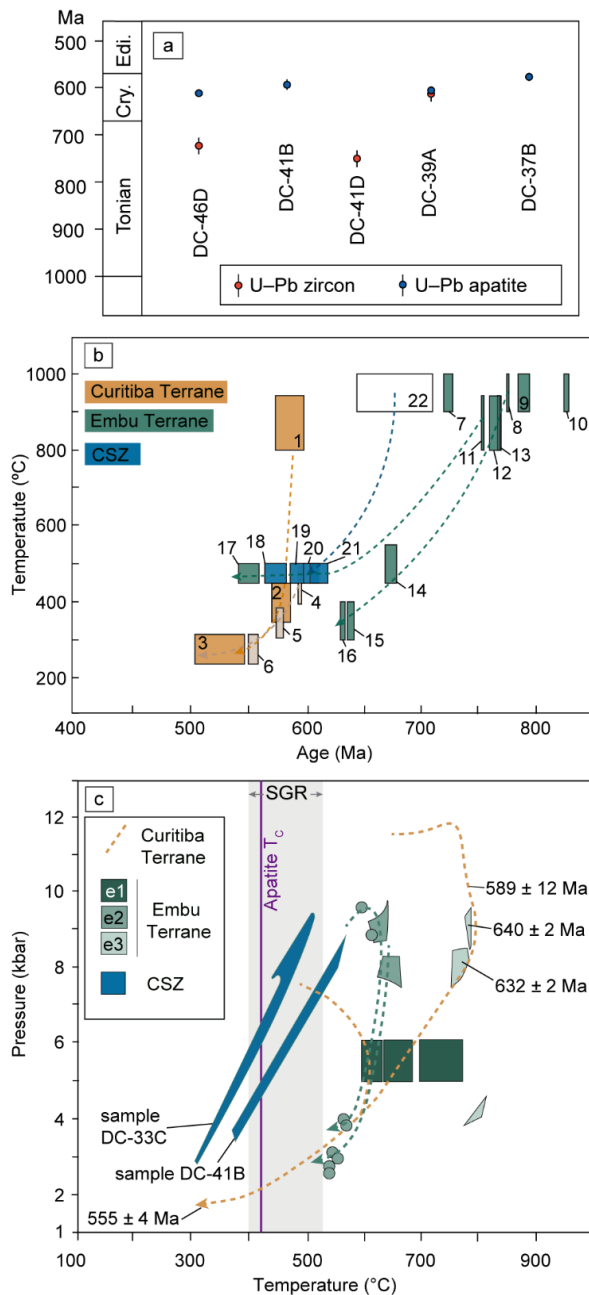 Ma
a
500
600
700
800
900
1000
Edi.
Cry.
Tonian
DC-46D
DC-41B
DC-41D
DC-39A
DC-37B
U–Pb zircon
U–Pb apatite
b
Curitiba Terrane
Embu Terrane
CSZ
Temperatute (ºC)
1000
800
600
400
200
1
2
3
4
5
6
7
8
9
10
11
12
13
14
15
16
17
18
19
20
21
22
400
500
600
700
800
Age (Ma)
c
SGR
Curitiba
Terrane
e1
e2
e3
Embu
Terrane
CSZ
Apatite TC
589 ± 12 Ma
640 ± 2 Ma
632 ± 2 Ma
sample
DC-33C
sample DC-41B
555 ± 4 Ma
Pressure (kbar)
12
10
8
6
4
2
1
100
300
500
700
900
Temperature (°C)